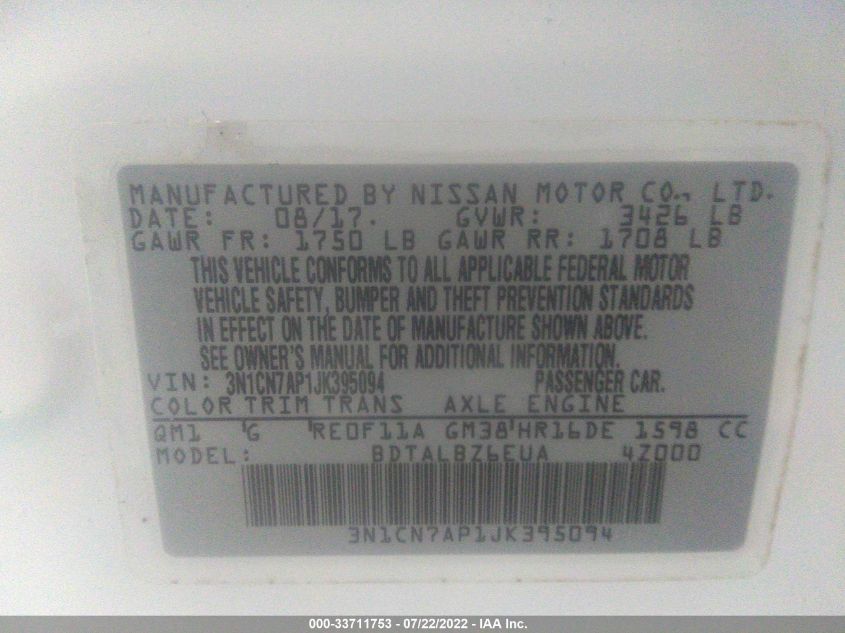 MANUFACTURED BY NISSAN MOTOR CO., LTD.
DATE: 08/17. GVWR: 3426 LB
GAWR FR: 1750 LB GAWR RR: 1708 LB
THIS VEHICLE CONFORMS TO ALL APPLICABLE FEDERAL MOTOR
VEHICLE SAFETY, BUMPER AND THEFT PREVENTION STANDARDS
IN EFFECT ON THE DATE OF MANUFACTURE SHOWN ABOVE.
SEE OWNER'S MANUAL FOR ADDITIONAL INFORMATION.
VIN: 3N1CN7AP1JK395094 PASSENGER CAR.
COLOR TRIM TRANS AXLE ENGINE
QM1 'G 'RE0F11A GM38'HR16DE 1598 CC
MODEL: BDTALBZ6EUA 4Z000
3N1CN7AP1JK395094
000-33711753 - 07/22/2022 - IAA Inc.